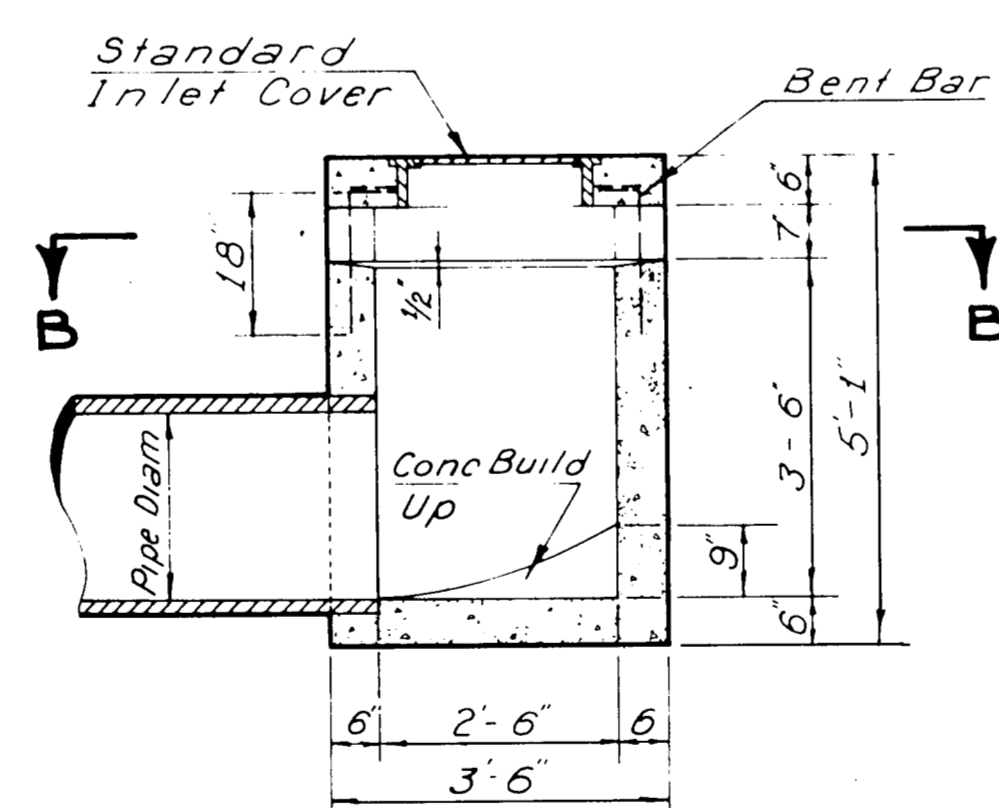 Standard
Inlet Cover
Bent Bar
6"
7"
18"
½"
B
B
3'-6"
5'-1"
Pipe Diam
Conc Build
Up
9"
6"
6"
2'-6"
6
3'-6"